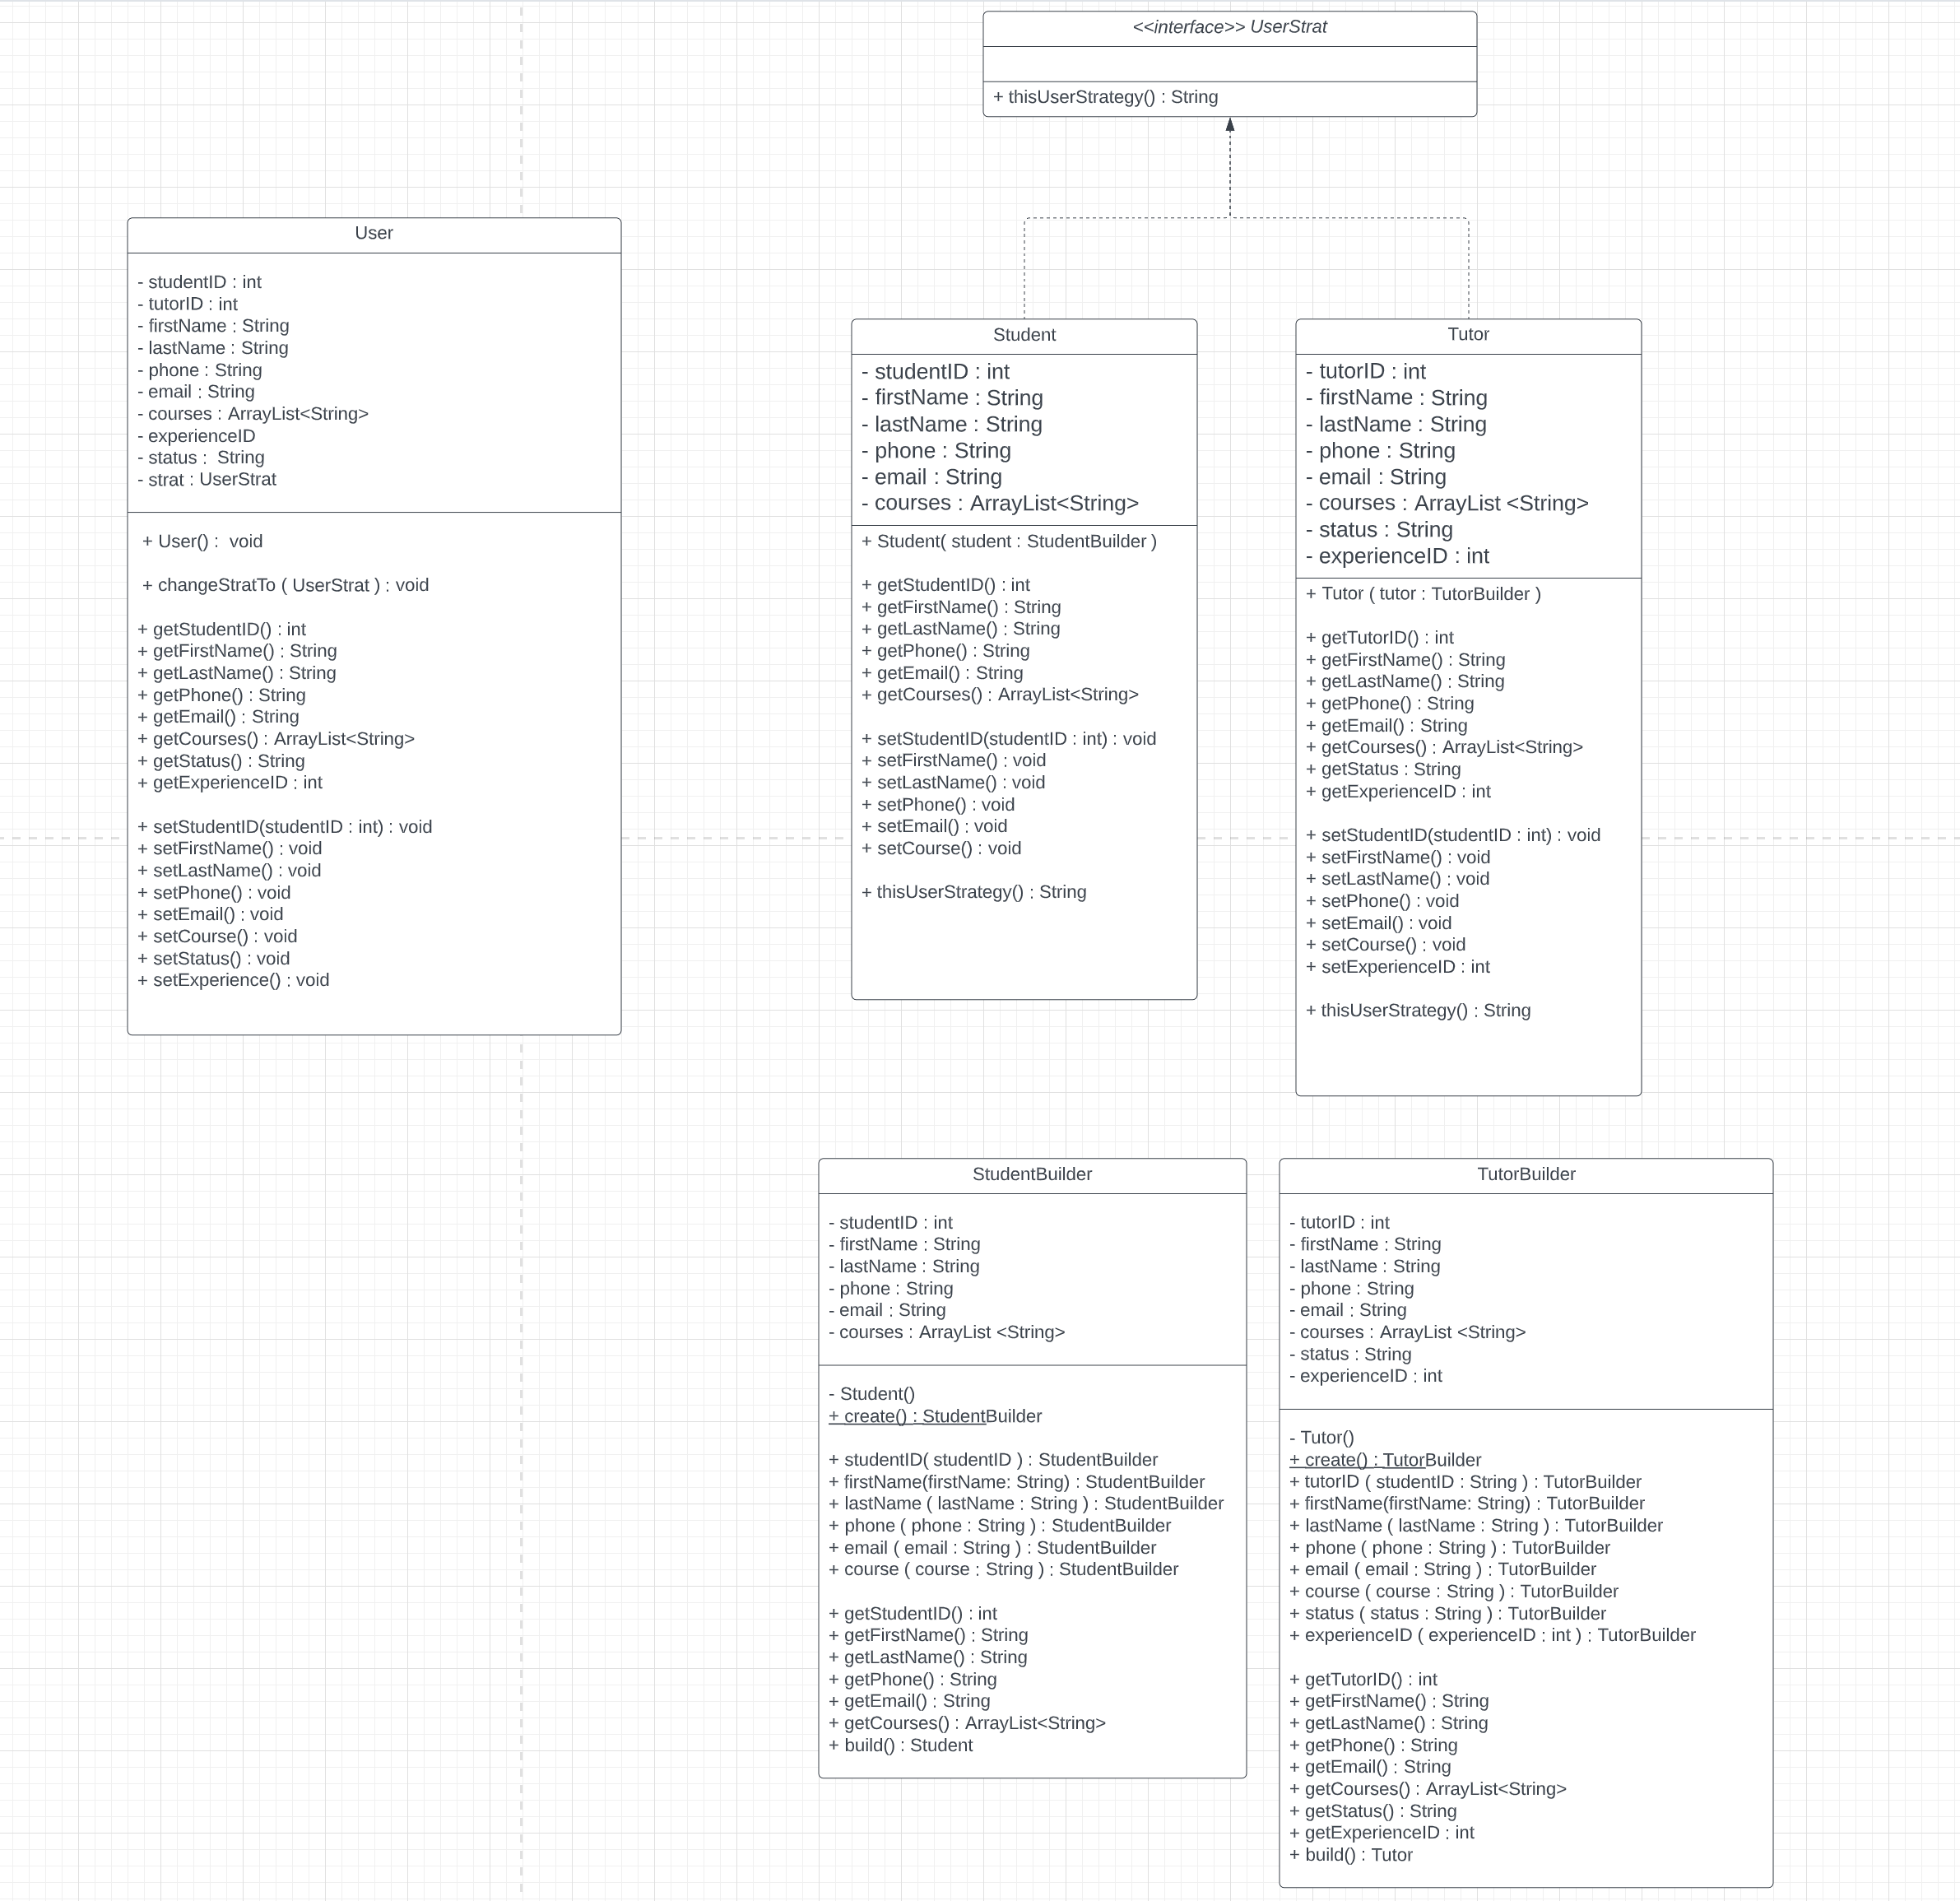 <<interface>> UserStrat
+ thisUserStrategy() : String
User
- studentID : int
- tutorID : int
- firstName : String
- lastName : String
- phone : String
- email : String
- courses : ArrayList<String>
- experienceID
- status :  String
- strat : UserStrat
+ User() :  void
+ changeStratTo ( UserStrat ) : void
+ getStudentID() : int
+ getFirstName() : String
+ getLastName() : String
+ getPhone() : String
+ getEmail() : String
+ getCourses() : ArrayList<String>
+ getStatus() : String
+ getExperienceID : int
+ setStudentID(studentID : int) : void
+ setFirstName() : void
+ setLastName() : void
+ setPhone() : void
+ setEmail() : void
+ setCourse() : void
+ setStatus() : void
+ setExperience() : void
Student
- studentID : int
- firstName : String
- lastName : String
- phone : String
- email : String
- courses : ArrayList<String>
+ Student( student : StudentBuilder )
+ getStudentID() : int
+ getFirstName() : String
+ getLastName() : String
+ getPhone() : String
+ getEmail() : String
+ getCourses() : ArrayList<String>
+ setStudentID(studentID : int) : void
+ setFirstName() : void
+ setLastName() : void
+ setPhone() : void
+ setEmail() : void
+ setCourse() : void
+ thisUserStrategy() : String
Tutor
- tutorID : int
- firstName : String
- lastName : String
- phone : String
- email : String
- courses : ArrayList <String>
- status : String
- experienceID : int
+ Tutor ( tutor : TutorBuilder )
+ getTutorID() : int
+ getFirstName() : String
+ getLastName() : String
+ getPhone() : String
+ getEmail() : String
+ getCourses() : ArrayList<String>
+ getStatus : String
+ getExperienceID : int
+ setStudentID(studentID : int) : void
+ setFirstName() : void
+ setLastName() : void
+ setPhone() : void
+ setEmail() : void
+ setCourse() : void
+ setExperienceID : int
+ thisUserStrategy() : String
StudentBuilder
- studentID : int
- firstName : String
- lastName : String
- phone : String
- email : String
- courses : ArrayList <String>
- Student()
+ create() : StudentBuilder
+ studentID( studentID ) : StudentBuilder
+ firstName(firstName: String) : StudentBuilder
+ lastName ( lastName : String ) : StudentBuilder
+ phone ( phone : String ) : StudentBuilder
+ email ( email : String ) : StudentBuilder
+ course ( course : String ) : StudentBuilder
+ getStudentID() : int
+ getFirstName() : String
+ getLastName() : String
+ getPhone() : String
+ getEmail() : String
+ getCourses() : ArrayList<String>
+ build() : Student
TutorBuilder
- tutorID : int
- firstName : String
- lastName : String
- phone : String
- email : String
- courses : ArrayList <String>
- status : String
- experienceID : int
- Tutor()
+ create() : TutorBuilder
+ tutorID ( studentID : String ) : TutorBuilder
+ firstName(firstName: String) : TutorBuilder
+ lastName ( lastName : String ) : TutorBuilder
+ phone ( phone : String ) : TutorBuilder
+ email ( email : String ) : TutorBuilder
+ course ( course : String ) : TutorBuilder
+ status ( status : String ) : TutorBuilder
+ experienceID ( experienceID : int ) : TutorBuilder
+ getTutorID() : int
+ getFirstName() : String
+ getLastName() : String
+ getPhone() : String
+ getEmail() : String
+ getCourses() : ArrayList<String>
+ getStatus() : String
+ getExperienceID : int
+ build() : Tutor